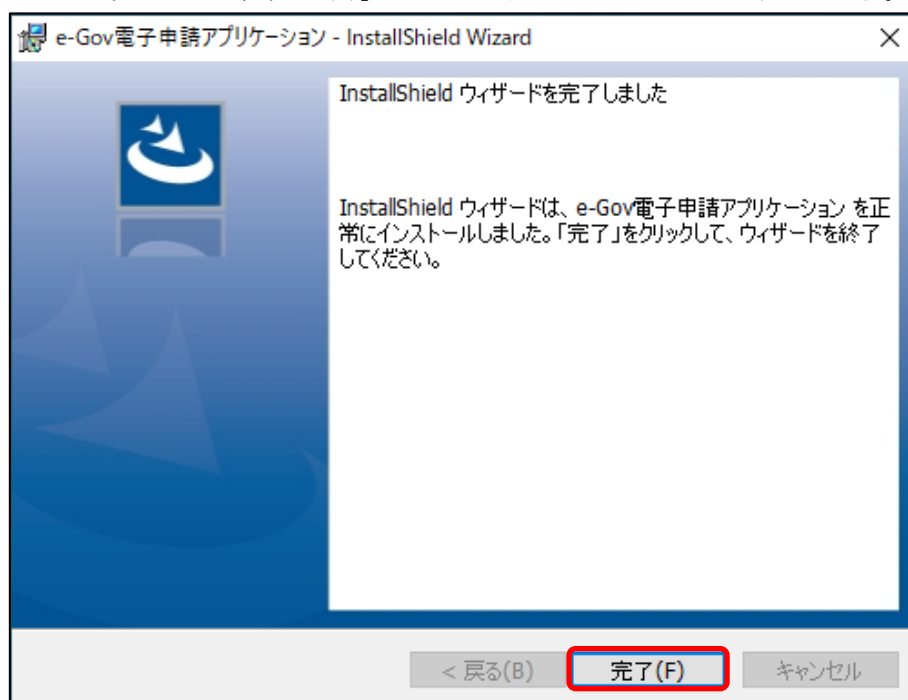 e-Gov電子申請アプリケーション - InstallShield Wizard
InstallShield ウィザードを完了しました
InstallShield ウィザードは、e-Gov電子申請アプリケーション を正
常にインストールしました。「完了」をクリックして、ウィザードを終了
してください。
< 戻る(B) 完了(F) キャンセル